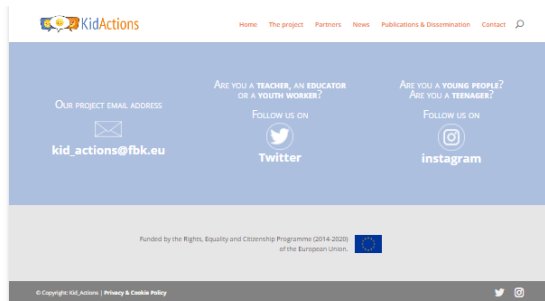 KidActions
Home The project Partners News Publications & Dissemination Contact
Our project email address
kid_actions@fbk.eu
Are you a teacher, an educator
or a youth worker?
Follow us on
Twitter
Are you a young people?
Are you a teenager?
Follow us on
instagram
Funded by the Rights, Equality and Citizenship Programme (2014-2020)
of the European Union.
© Copyright Kid_Actions | Privacy & Cookie Policy